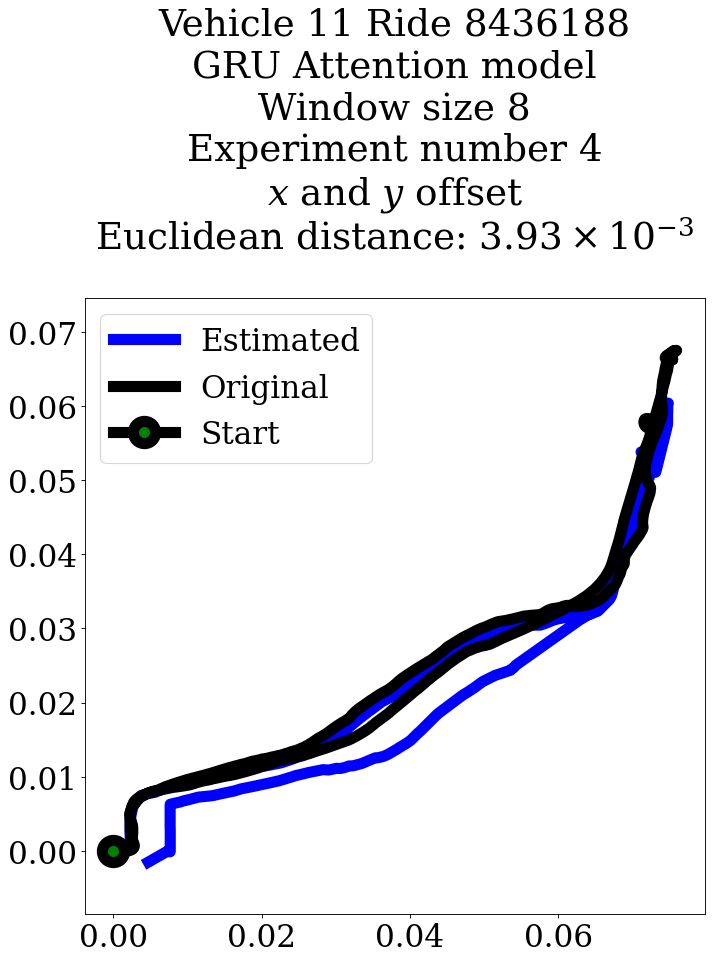 Vehicle 11 Ride 8436188
GRU Attention model
Window size 8
Experiment number 4
x and y offset
Euclidean distance: 3.93 × 10⁻³
Estimated
Original
Start
0.07
0.06
0.05
0.04
0.03
0.02
0.01
0.00
0.00 0.02 0.04 0.06